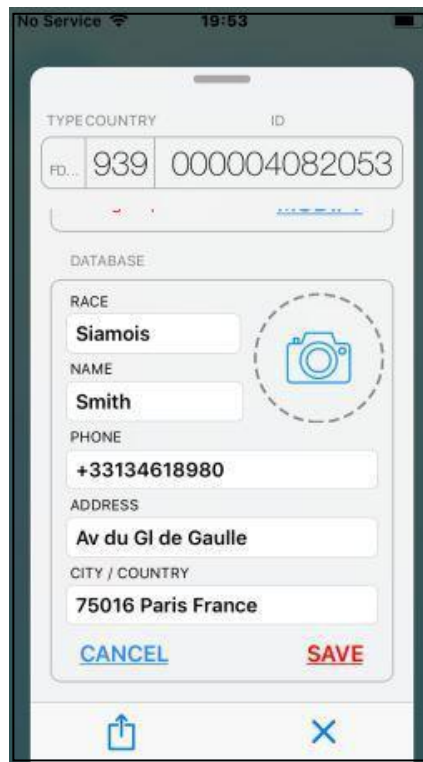 No Service 19:53
TYPE COUNTRY ID
FD... 939 000004082053
DATABASE
RACE
Siamois
NAME
Smith
PHONE
+33134618980
ADDRESS
Av du Gl de Gaulle
CITY / COUNTRY
75016 Paris France
CANCEL SAVE